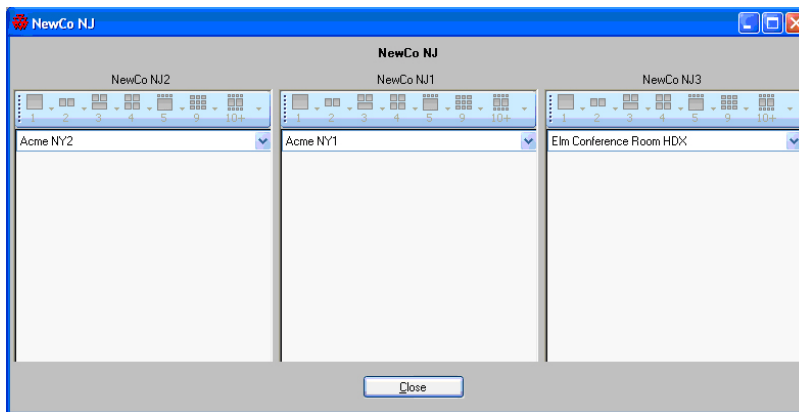 NewCo NJ
NewCo NJ
NewCo NJ2 NewCo NJ1 NewCo NJ3
1 2 3 4 5 9 10+ 1 2 3 4 5 9 10+ 1 2 3 4 5 9 10+
Acme NY2 Acme NY1 Elm Conference Room HDX
Close